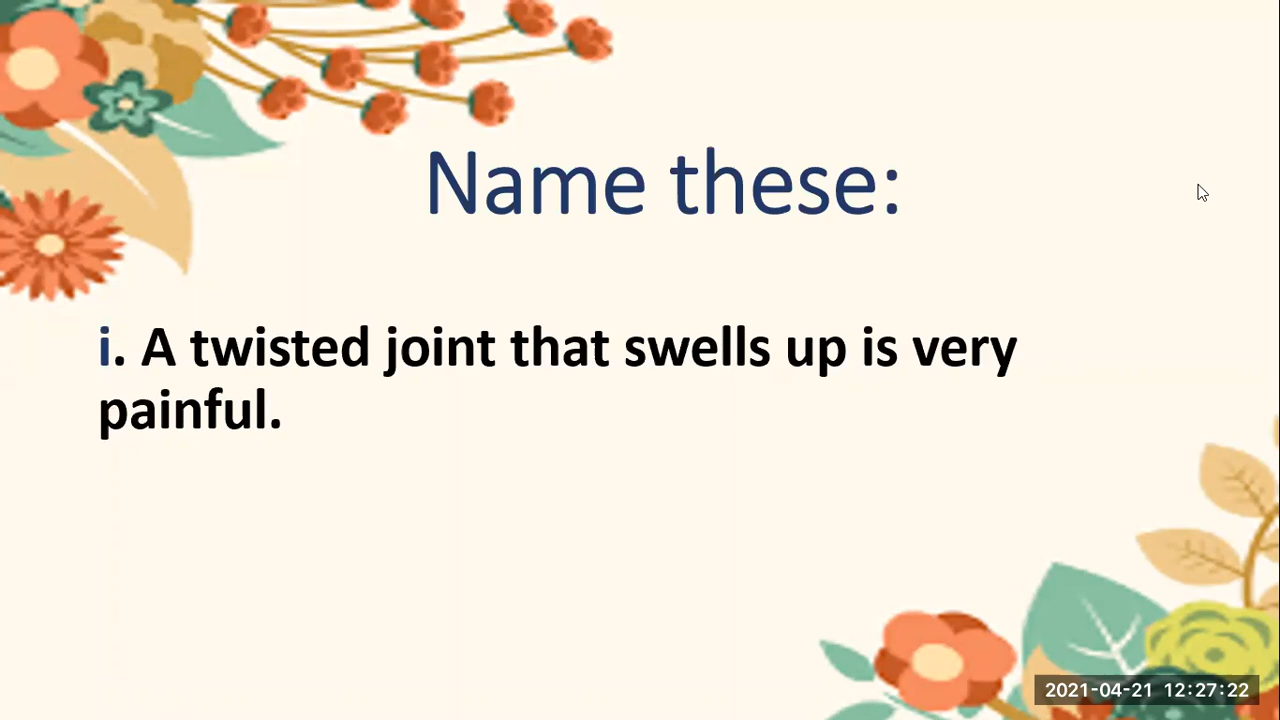 Name these:
i. A twisted joint that swells up is very
painful.
2021-04-21 12:27:22